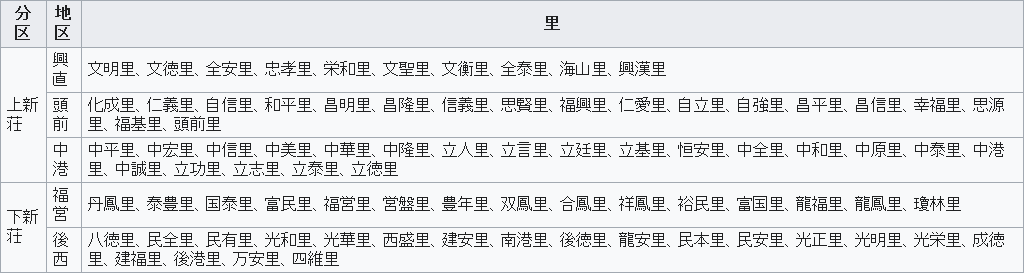 分区 地区 里
上新荘 興直 文明里、文徳里、全安里、忠孝里、栄和里、文聖里、文衡里、全泰里、海山里、興漢里
頭前 化成里、仁義里、自信里、和平里、昌明里、昌隆里、信義里、思賢里、福興里、仁愛里、自立里、自強里、昌平里、昌信里、幸福里、思源
里、福基里、頭前里
中港 中平里、中宏里、中信里、中美里、中華里、中隆里、立人里、立言里、立廷里、立基里、恒安里、中全里、中和里、中原里、中泰里、中港
里、中誠里、立功里、立志里、立泰里、立徳里
下新荘 福営 丹鳳里、泰豊里、国泰里、富民里、福営里、営盤里、豊年里、双鳳里、合鳳里、祥鳳里、裕民里、富国里、龍福里、龍鳳里、瓊林里
後西 八徳里、民全里、民有里、光和里、光華里、西盛里、建安里、南港里、後徳里、龍安里、民本里、民安里、光正里、光明里、光栄里、成徳
里、建福里、後港里、万安里、四維里